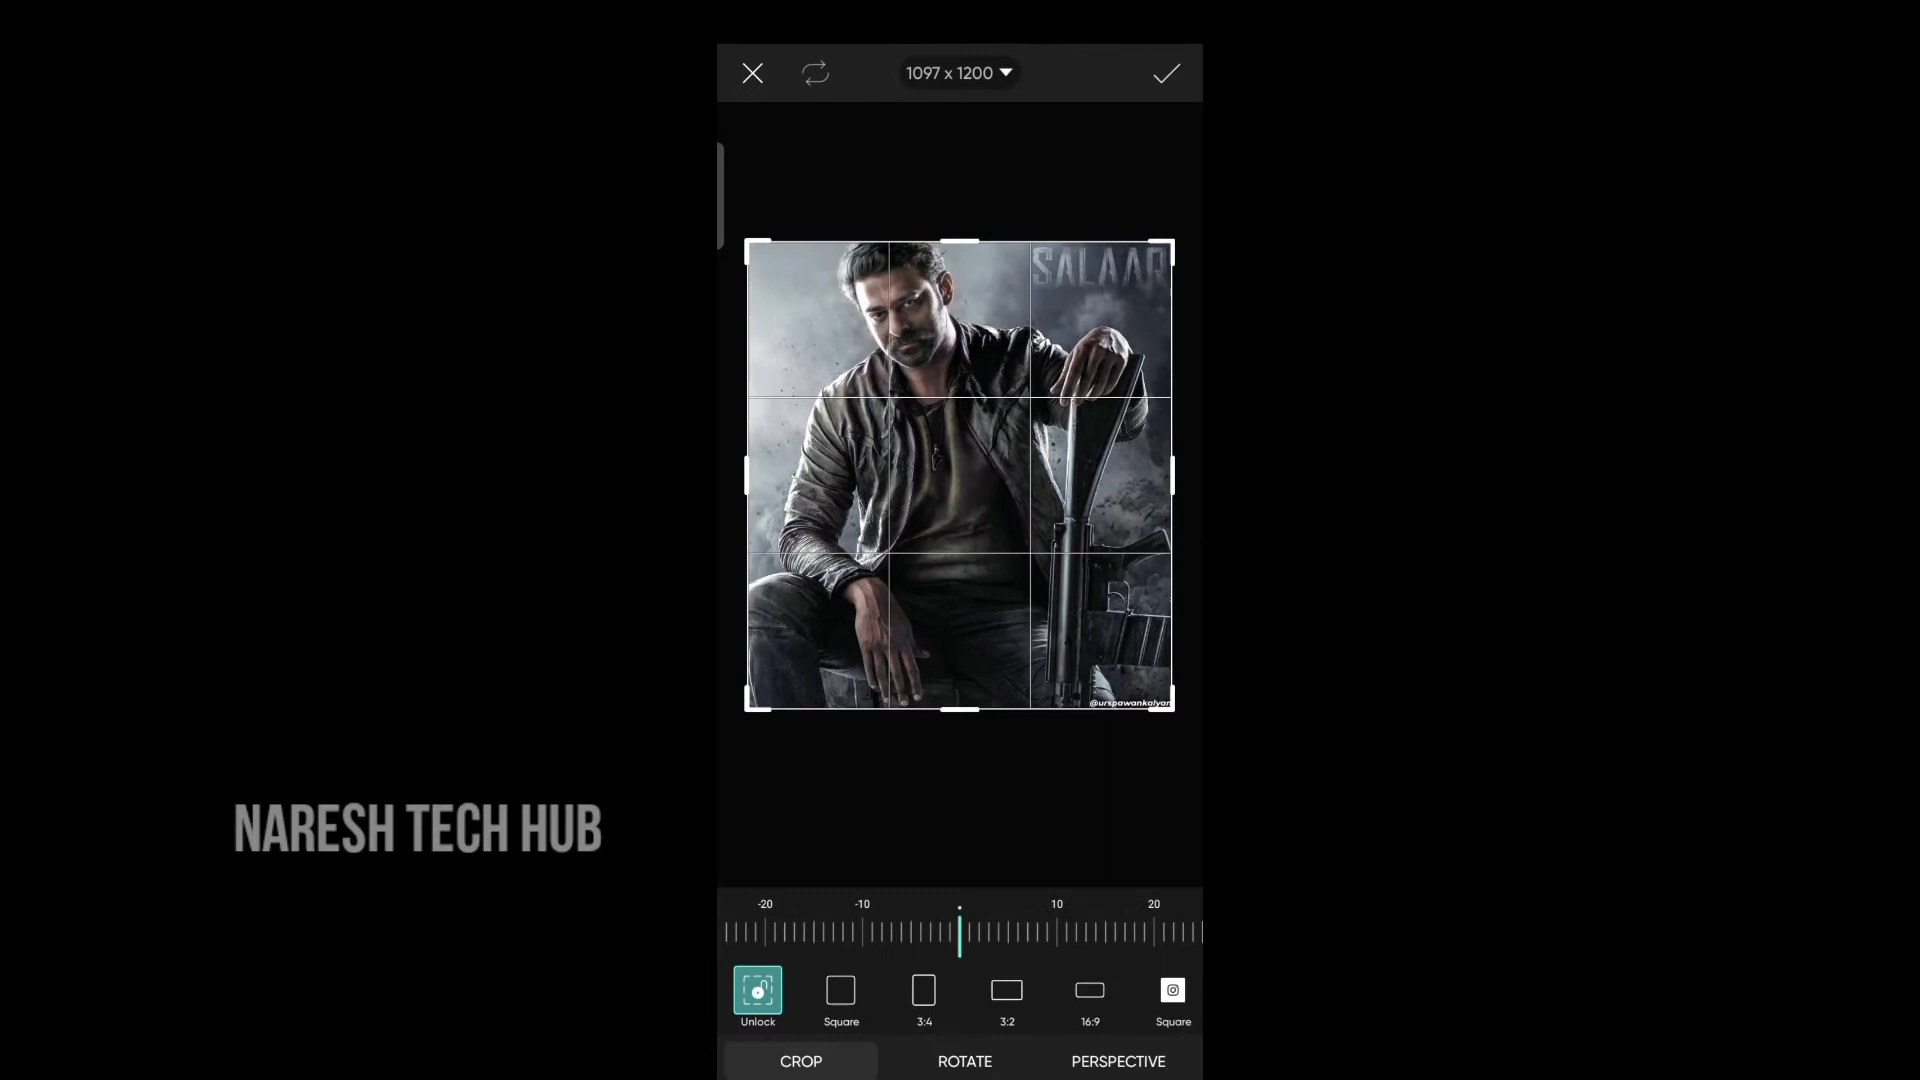 1097 x 1200
SALAAR
@urspawankalyan
NARESH TECH HUB
-20 -10 10 20
Unlock Square 3:4 3:2 16:9 Square
CROP ROTATE PERSPECTIVE